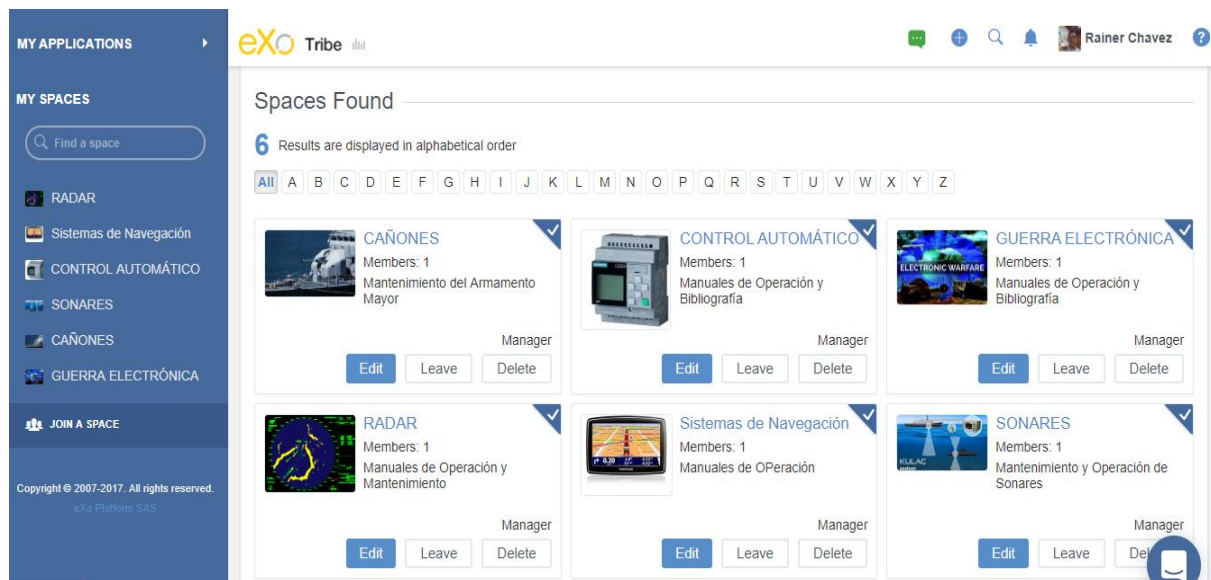 MY APPLICATIONS
eXo Tribe
Rainer Chavez
?
MY SPACES
Find a space
RADAR
Sistemas de Navegación
CONTROL AUTOMÁTICO
SONARES
CAÑONES
GUERRA ELECTRÓNICA
JOIN A SPACE
Copyright © 2007-2017. All rights reserved.
eXo Platform SAS
Spaces Found
6 Results are displayed in alphabetical order
All A B C D E F G H I J K L M N O P Q R S T U V W X Y Z
CAÑONES
Members: 1
Mantenimiento del Armamento
Mayor
Manager
Edit Leave Delete
CONTROL AUTOMÁTICO
Members: 1
Manuales de Operación y
Bibliografía
Manager
Edit Leave Delete
ELECTRONIC WARFARE
GUERRA ELECTRÓNICA
Members: 1
Manuales de Operación y
Bibliografía
Manager
Edit Leave Delete
RADAR
Members: 1
Manuales de Operación y
Mantenimiento
Manager
Edit Leave Delete
Sistemas de Navegación
Members: 1
Manuales de OPeración
Manager
Edit Leave Delete
KULAÇ
SONARES
Members: 1
Mantenimiento y Operación de
Sonares
Manager
Edit Leave Del